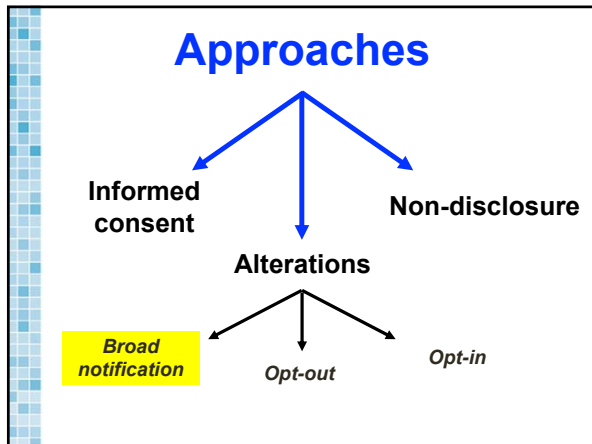 Approaches
Informed
consent
Non-disclosure
Alterations
Broad
notification
Opt-out
Opt-in